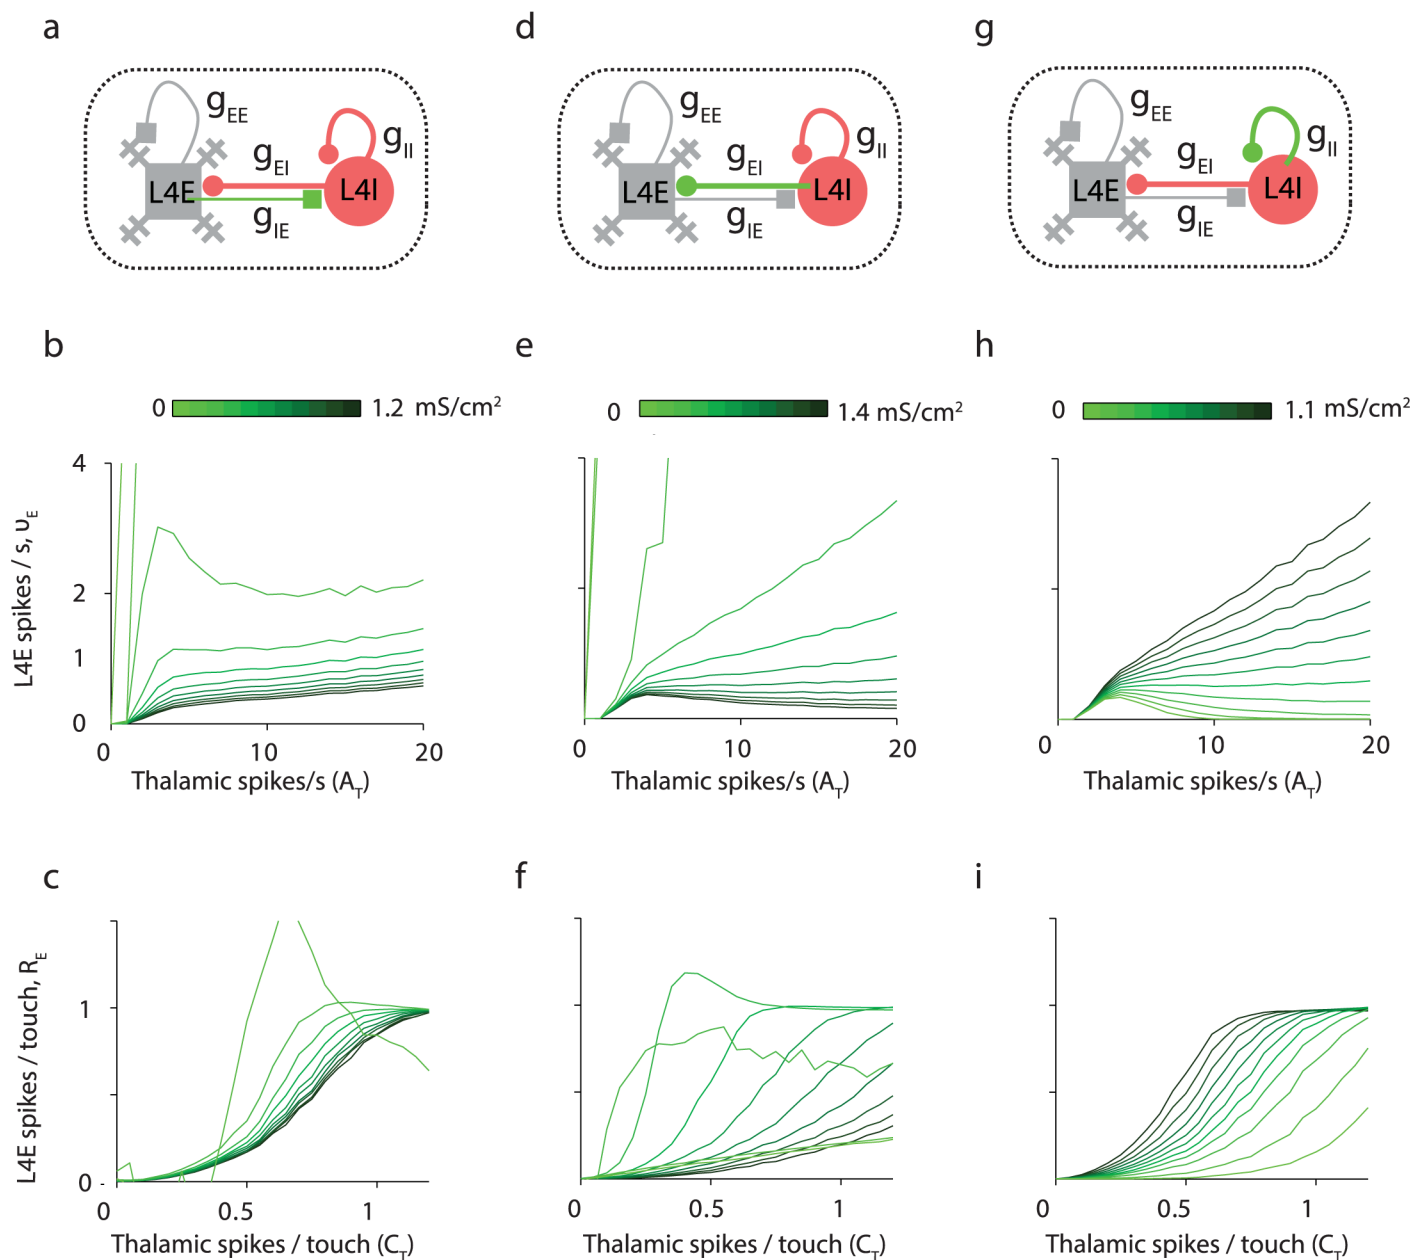 a
d
g
gEE
gEI
gII
gIE
L4E
L4I
gEE
gEI
gII
gIE
L4E
L4I
gEE
gEI
gII
gIE
L4E
L4I
b
e
h
0 1.2 mS/cm²
0 1.4 mS/cm²
0 1.1 mS/cm²
L4E spikes / s, υE
4
2
1
0
0 10 20
Thalamic spikes/s (AT)
0 10 20
Thalamic spikes/s (AT)
0 10 20
Thalamic spikes/s (AT)
c
f
i
L4E spikes / touch, RE
1
0
0 0.5 1
Thalamic spikes / touch (CT)
0 0.5 1
Thalamic spikes / touch (CT)
0 0.5 1
Thalamic spikes / touch (CT)